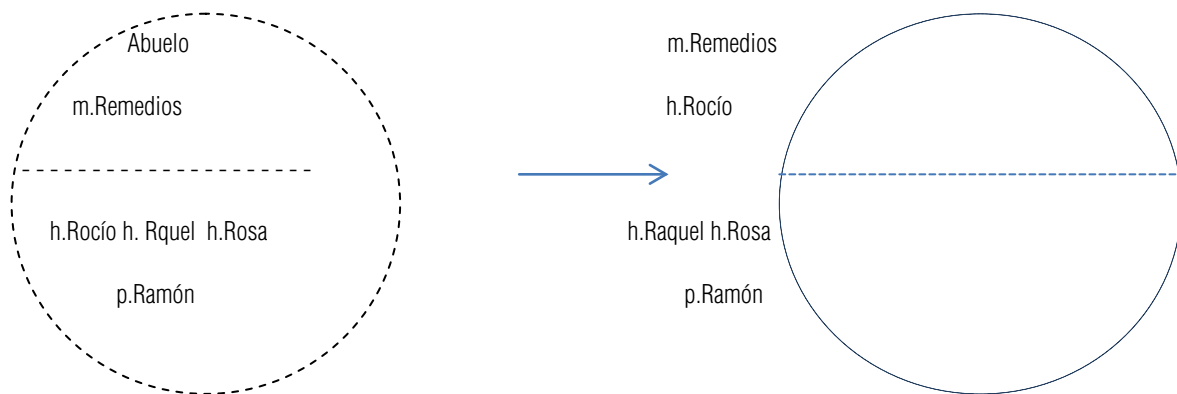 Abuelo
m.Remedios
h.Rocío h. Rquel h.Rosa
p.Ramón
m.Remedios
h.Rocío
h.Raquel h.Rosa
p.Ramón